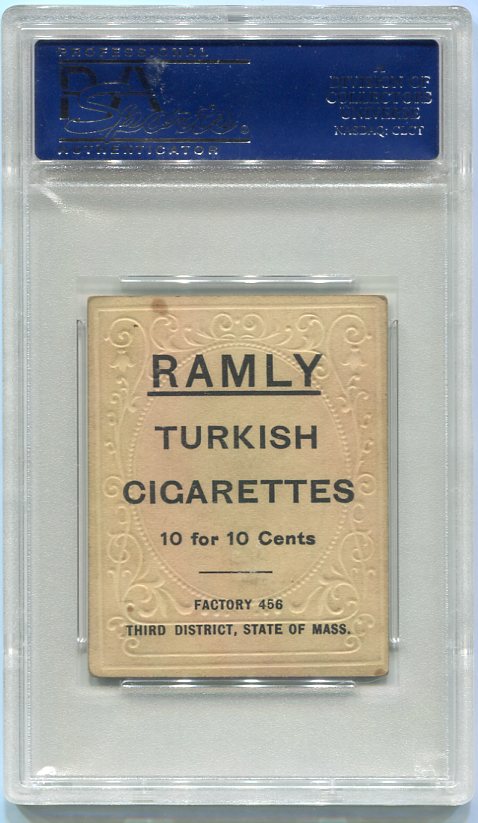 PROFESSIONAL
PSA
Sports
AUTHENTICATOR
A
DIVISION OF
COLLECTORS
UNIVERSE
NASDAQ: CLCT
RAMLY
TURKISH
CIGARETTES
10 for 10 Cents
FACTORY 456
THIRD DISTRICT, STATE OF MASS.